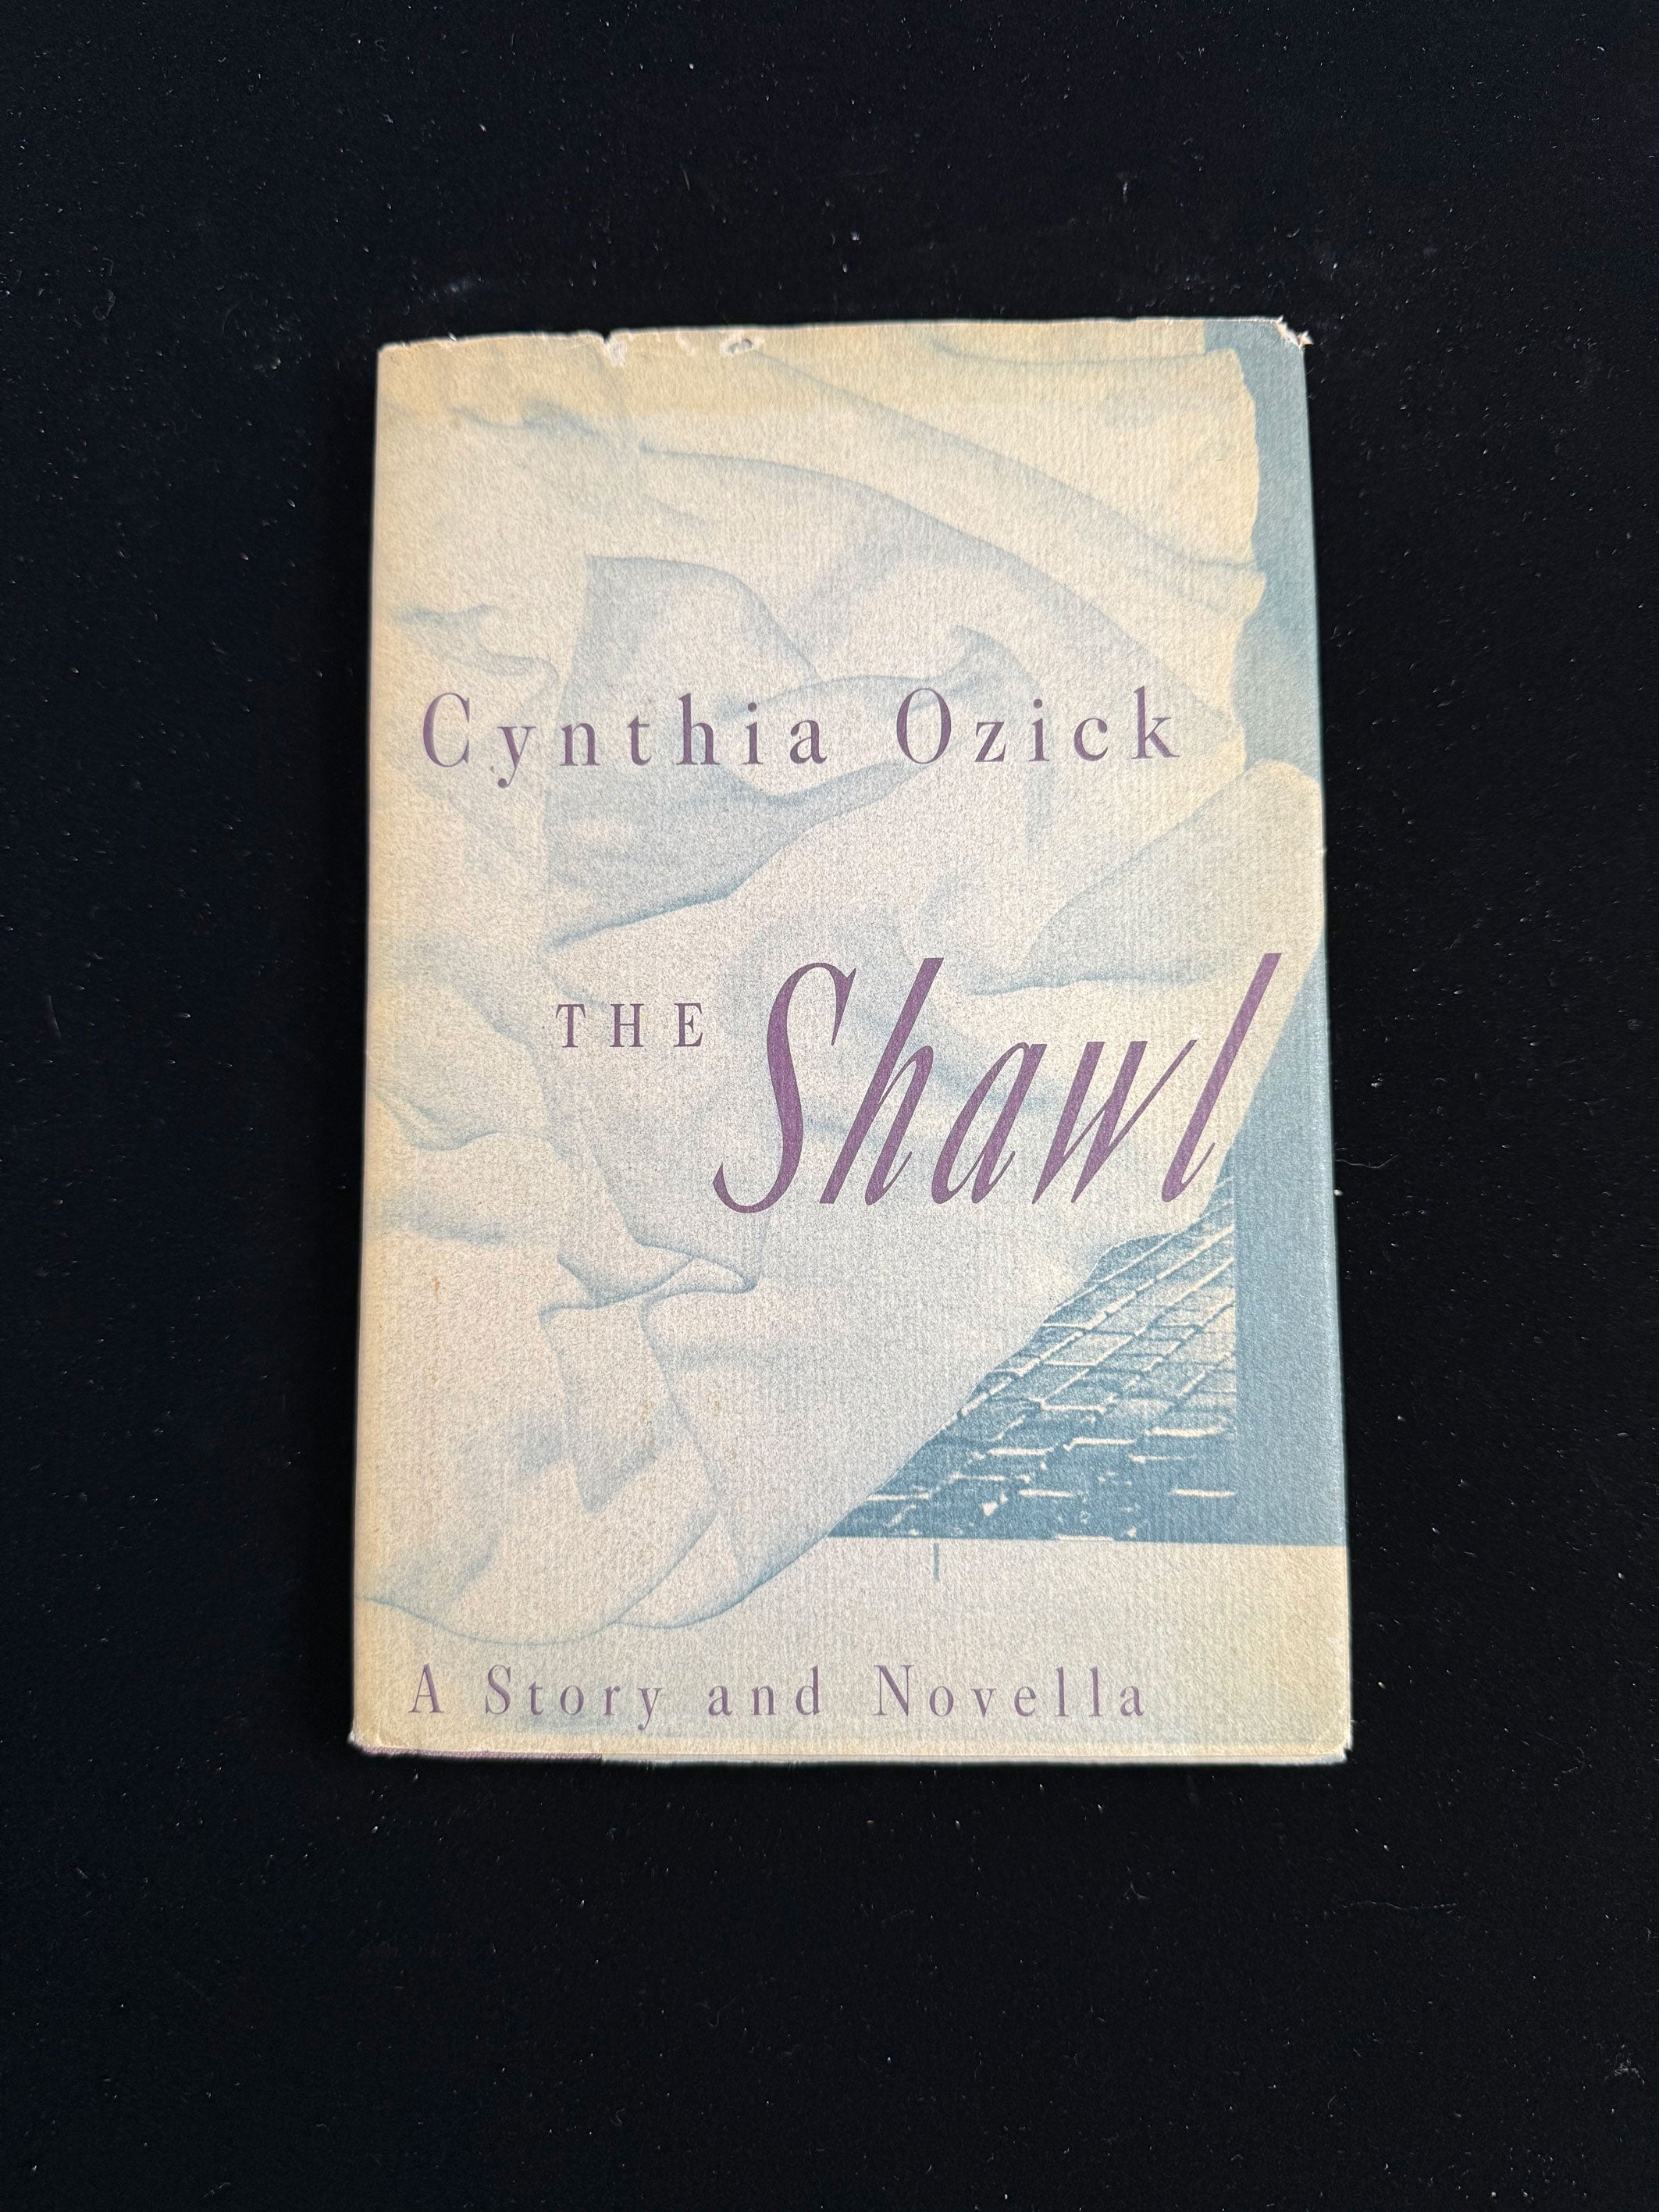 Cynthia Ozick
THE Shawl
A Story and Novella